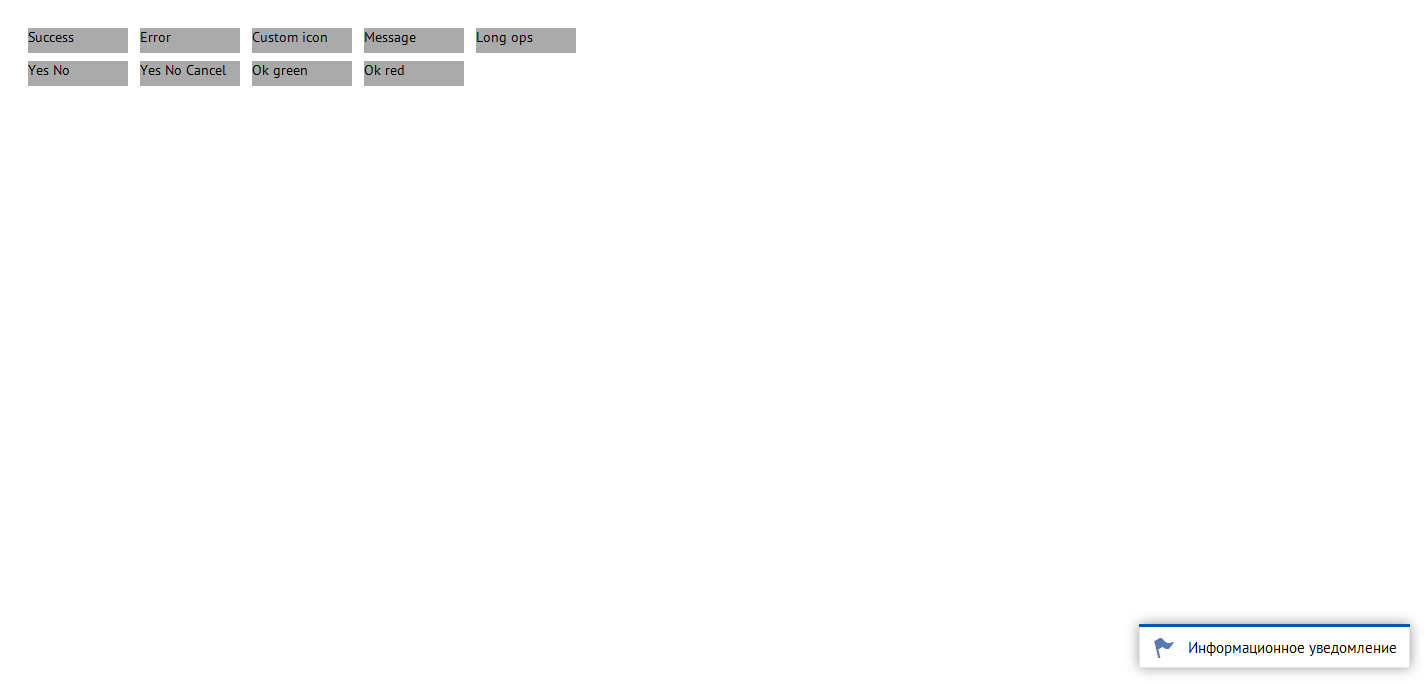 Success Error Custom icon Message Long ops
Yes No Yes No Cancel Ok green Ok red
Информационное уведомление